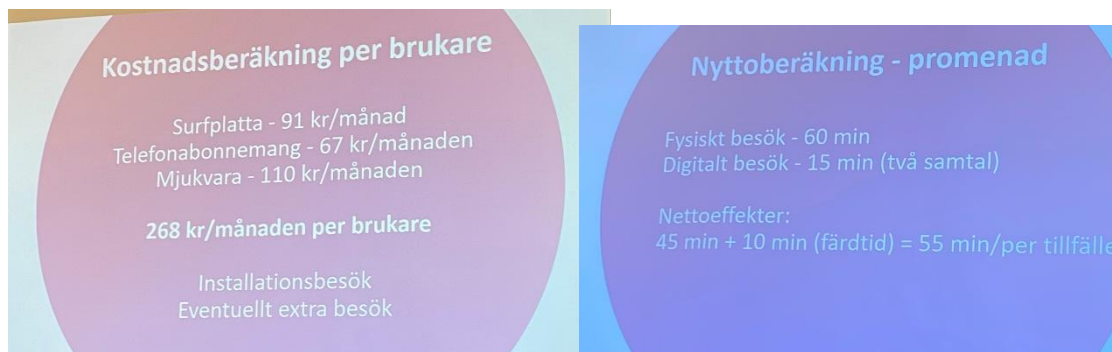 Kostnadsberäkning per brukare
Surfplatta - 91 kr/månad
Telefonabonnemang - 67 kr/månaden
Mjukvara - 110 kr/månaden
268 kr/månaden per brukare
Installationsbesök
Eventuellt extra besök
Nyttoberäkning - promenad
Fysiskt besök - 60 min
Digitalt besök - 15 min (två samtal)
Nettoeffekter:
45 min + 10 min (färdtid) = 55 min/per tillfälle